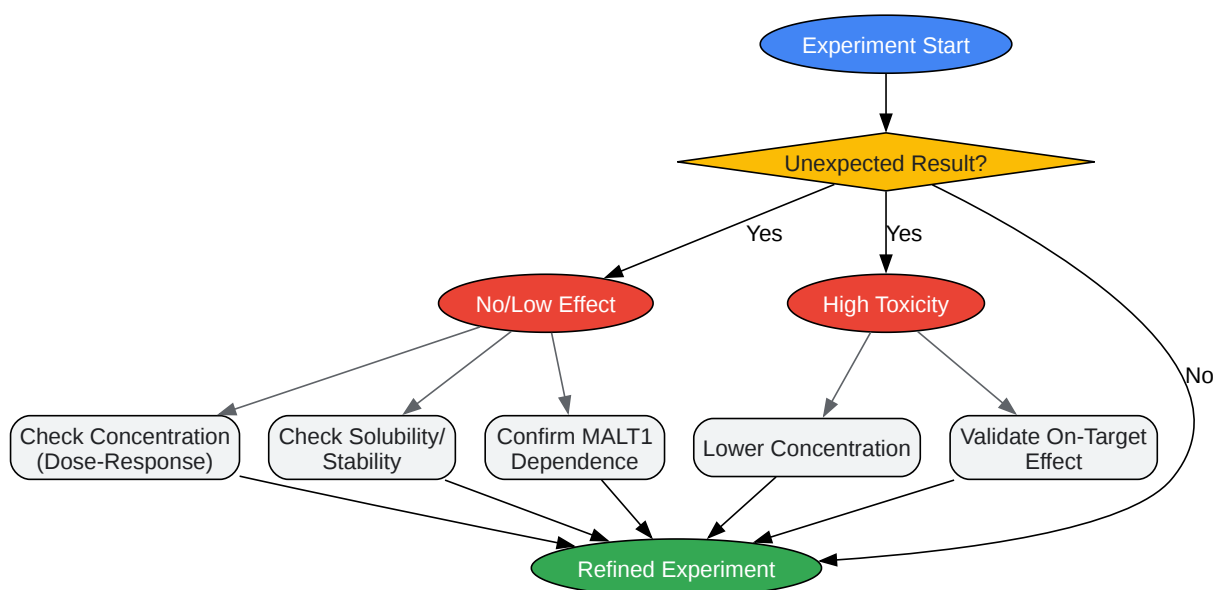 Experiment Start
Unexpected Result?
Yes
Yes
No/Low Effect
High Toxicity
No
Check Concentration
(Dose-Response)
Check Solubility/
Stability
Confirm MALT1
Dependence
Lower Concentration
Validate On-Target
Effect
Refined Experiment